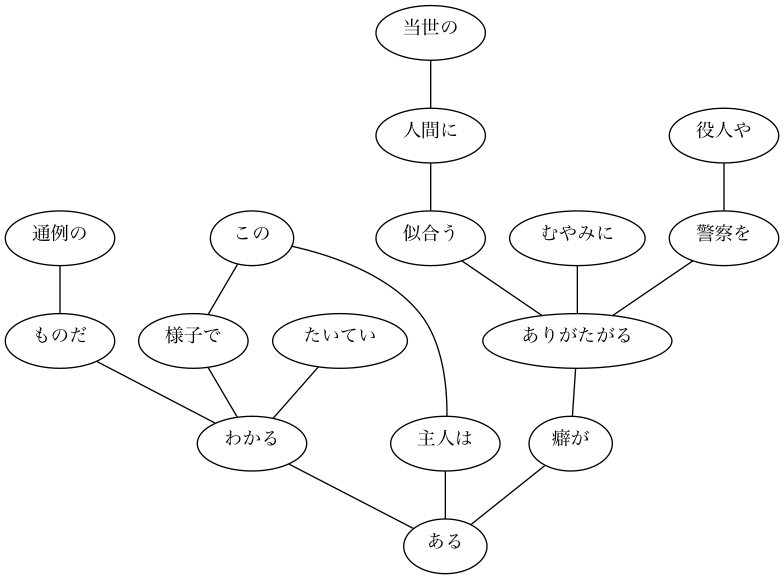 当世の
人間に
役人や
通例の
この
似合う
むやみに
警察を
ものだ
様子で
たいてい
ありがたがる
わかる
主人は
癖が
ある